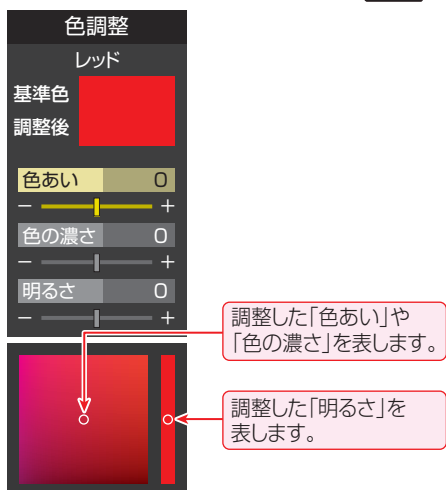 色調整
レッド
基準色
調整後
色あい 0
− +
色の濃さ 0
− +
明るさ 0
− +
調整した「色あい」や
「色の濃さ」を表します。
調整した「明るさ」を
表します。